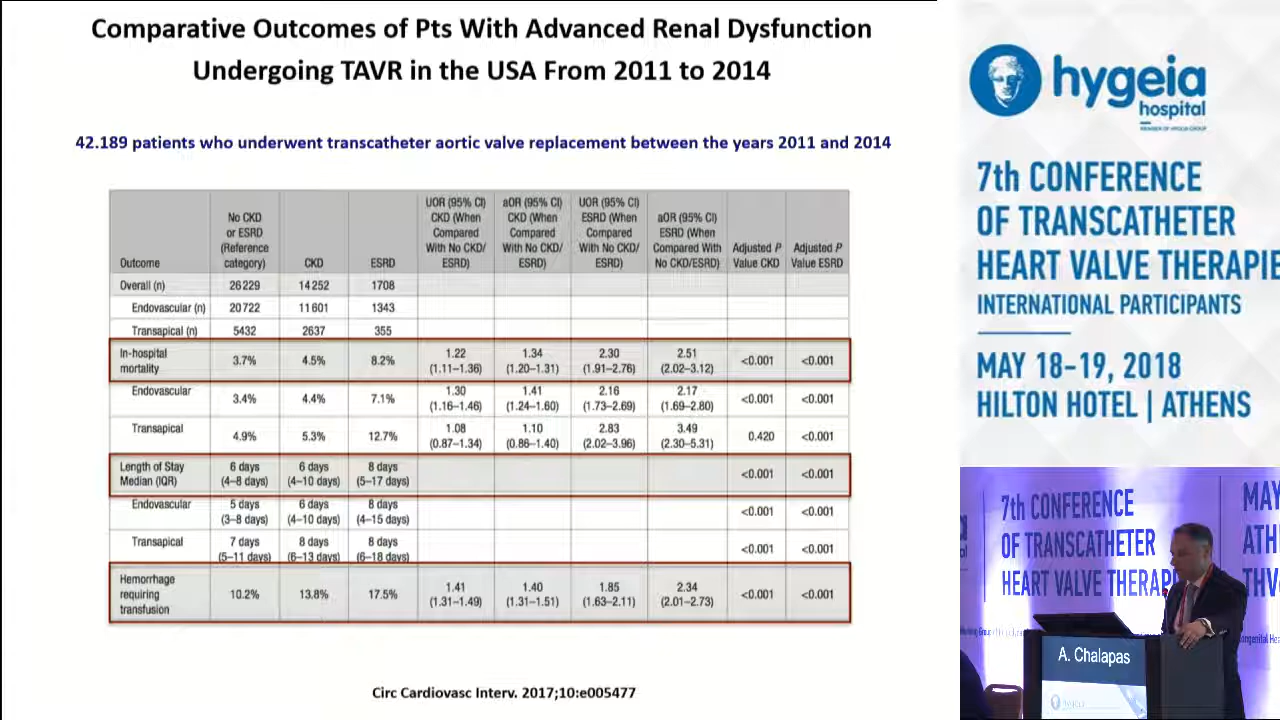 Comparative Outcomes of Pts With Advanced Renal Dysfunction
Undergoing TAVR in the USA From 2011 to 2014
42.189 patients who underwent transcatheter aortic valve replacement between the years 2011 and 2014
Outcome | No CKD or ESRD (Reference category) | CKD | ESRD | UOR (95% CI) CKD (When Compared With No CKD/ESRD) | aOR (95% CI) CKD (When Compared With No CKD/ESRD) | UOR (95% CI) ESRD (When Compared With No CKD/ESRD) | aOR (95% CI) ESRD (When Compared With No CKD/ESRD) | Adjusted P Value CKD | Adjusted P Value ESRD
Overall (n) 26229 14252 1708
Endovascular (n) 20722 11601 1343
Transapical (n) 5432 2637 355
In-hospital mortality 3.7% 4.5% 8.2% 1.22 (1.11–1.36) 1.34 (1.20–1.31) 2.30 (1.91–2.76) 2.51 (2.02–3.12) <0.001 <0.001
Endovascular 3.4% 4.4% 7.1% 1.30 (1.16–1.46) 1.41 (1.24–1.60) 2.16 (1.73–2.69) 2.17 (1.69–2.80) <0.001 <0.001
Transapical 4.9% 5.3% 12.7% 1.08 (0.87–1.34) 1.10 (0.86–1.40) 2.83 (2.02–3.96) 3.49 (2.30–5.31) 0.420 <0.001
Length of Stay Median (IQR) 6 days (4–8 days) 6 days (4–10 days) 8 days (5–17 days) <0.001 <0.001
Endovascular 5 days (3–8 days) 6 days (4–10 days) 8 days (4–15 days) <0.001 <0.001
Transapical 7 days (5–11 days) 8 days (6–13 days) 8 days (6–18 days) <0.001 <0.001
Hemorrhage requiring transfusion 10.2% 13.8% 17.5% 1.41 (1.31–1.49) 1.40 (1.31–1.51) 1.85 (1.63–2.11) 2.34 (2.01–2.73) <0.001 <0.001
Circ Cardiovasc Interv. 2017;10:e005477
hygeia
hospital
MEMBER OF HYGEIA GROUP
7th CONFERENCE
OF TRANSCATHETER
HEART VALVE THERAPIE
INTERNATIONAL PARTICIPANTS
MAY 18-19, 2018
HILTON HOTEL | ATHENS
7th CONFERENCE
OF TRANSCATHETER
HEART VALVE THERAP
MAY
ATH
THV
A. Chalapas